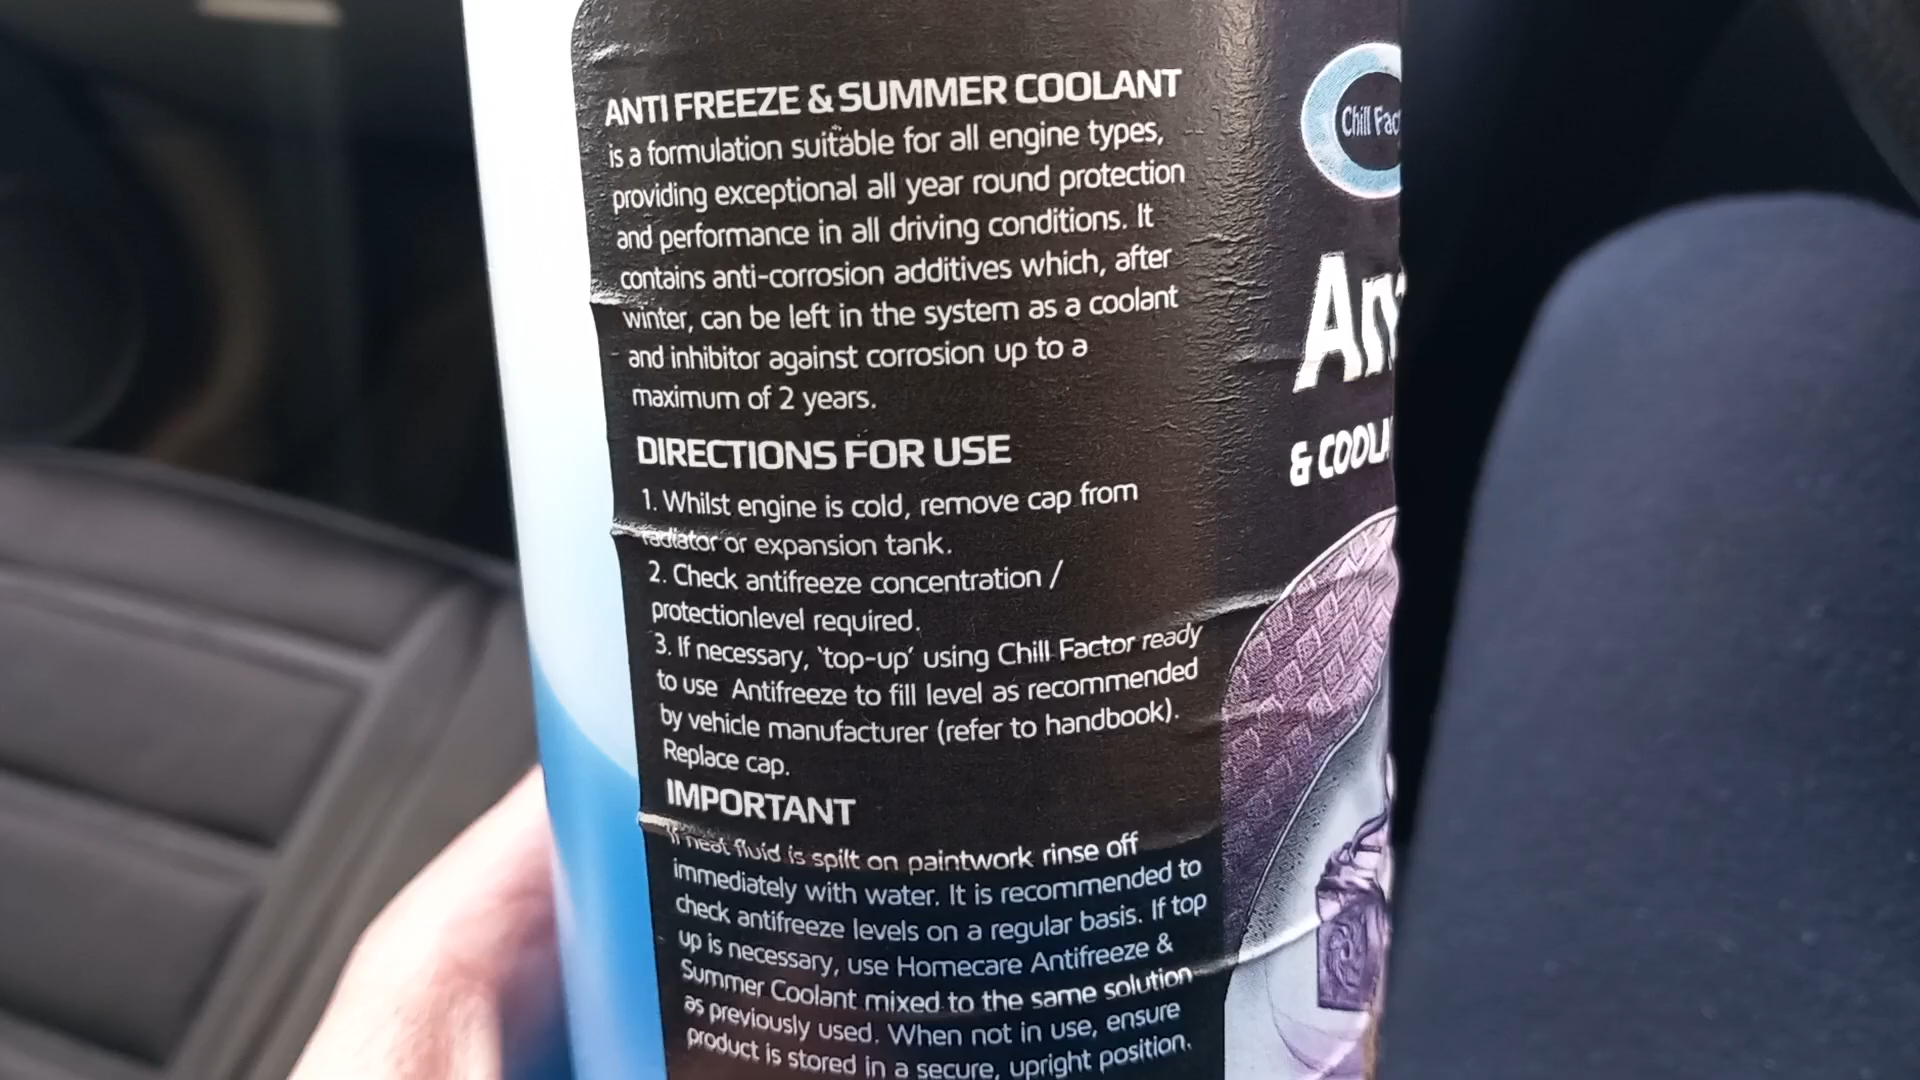 ANTI FREEZE & SUMMER COOLANT
is a formulation suitable for all engine types,
providing exceptional all year round protection
and performance in all driving conditions. It
contains anti-corrosion additives which, after
winter, can be left in the system as a coolant
and inhibitor against corrosion up to a
maximum of 2 years.
DIRECTIONS FOR USE
1. Whilst engine is cold, remove cap from
radiator or expansion tank.
2. Check antifreeze concentration /
protectionlevel required.
3. If necessary, 'top-up' using Chill Factor ready
to use Antifreeze to fill level as recommended
by vehicle manufacturer (refer to handbook).
Replace cap.
IMPORTANT
If neat fluid is spilt on paintwork rinse off
immediately with water. It is recommended to
check antifreeze levels on a regular basis. If top
up is necessary, use Homecare Antifreeze &
Summer Coolant mixed to the same solution
as previously used. When not in use, ensure
product is stored in a secure, upright position.
Chill
&